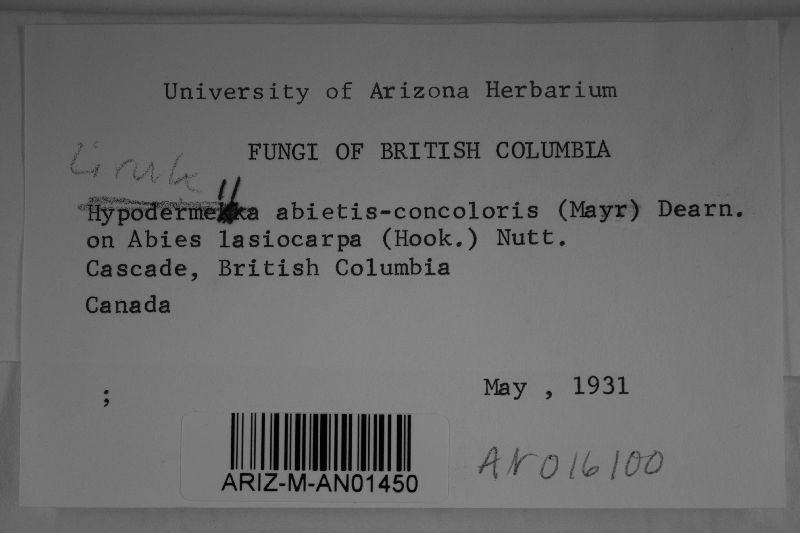 University of Arizona Herbarium
FUNGI OF BRITISH COLUMBIA
Hypodermella abietis-concoloris (Mayr) Dearn.
on Abies lasiocarpa (Hook.) Nutt.
Cascade, British Columbia
Canada
; May , 1931
ARIZ-M-AN01450
AN016100